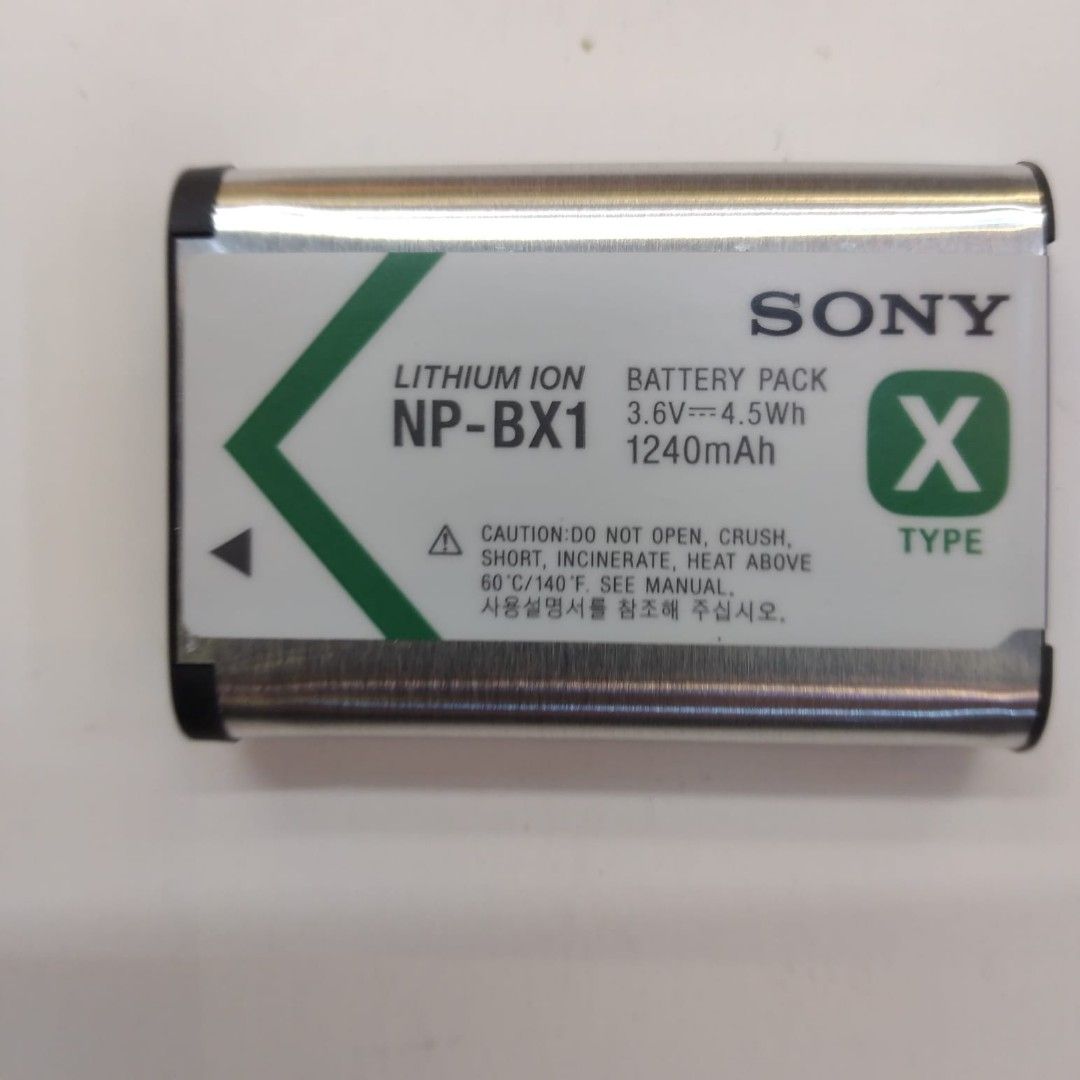 SONY
LITHIUM ION
NP-BX1
BATTERY PACK
3.6V⎓4.5Wh
1240mAh
X
TYPE
⚠ CAUTION:DO NOT OPEN, CRUSH,
SHORT, INCINERATE, HEAT ABOVE
60°C/140°F. SEE MANUAL.
사용설명서를 참조해 주십시오.